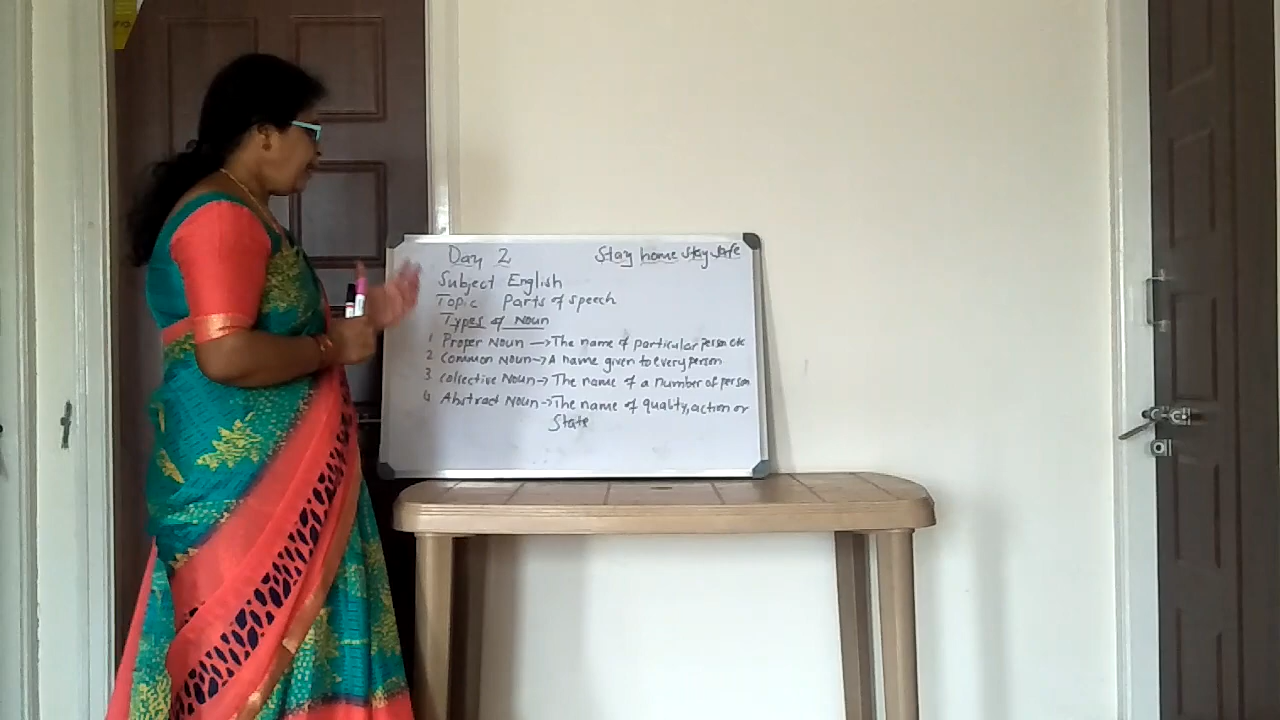 Day 2 Stay home stay safe
Subject English
Topic Parts of speech
Types of Noun
1 Proper Noun → The name of particular person etc
2 Common Noun → A name given to every person
3 Collective Noun → The name of a number of person
4 Abstract Noun → The name of quality, action or
State